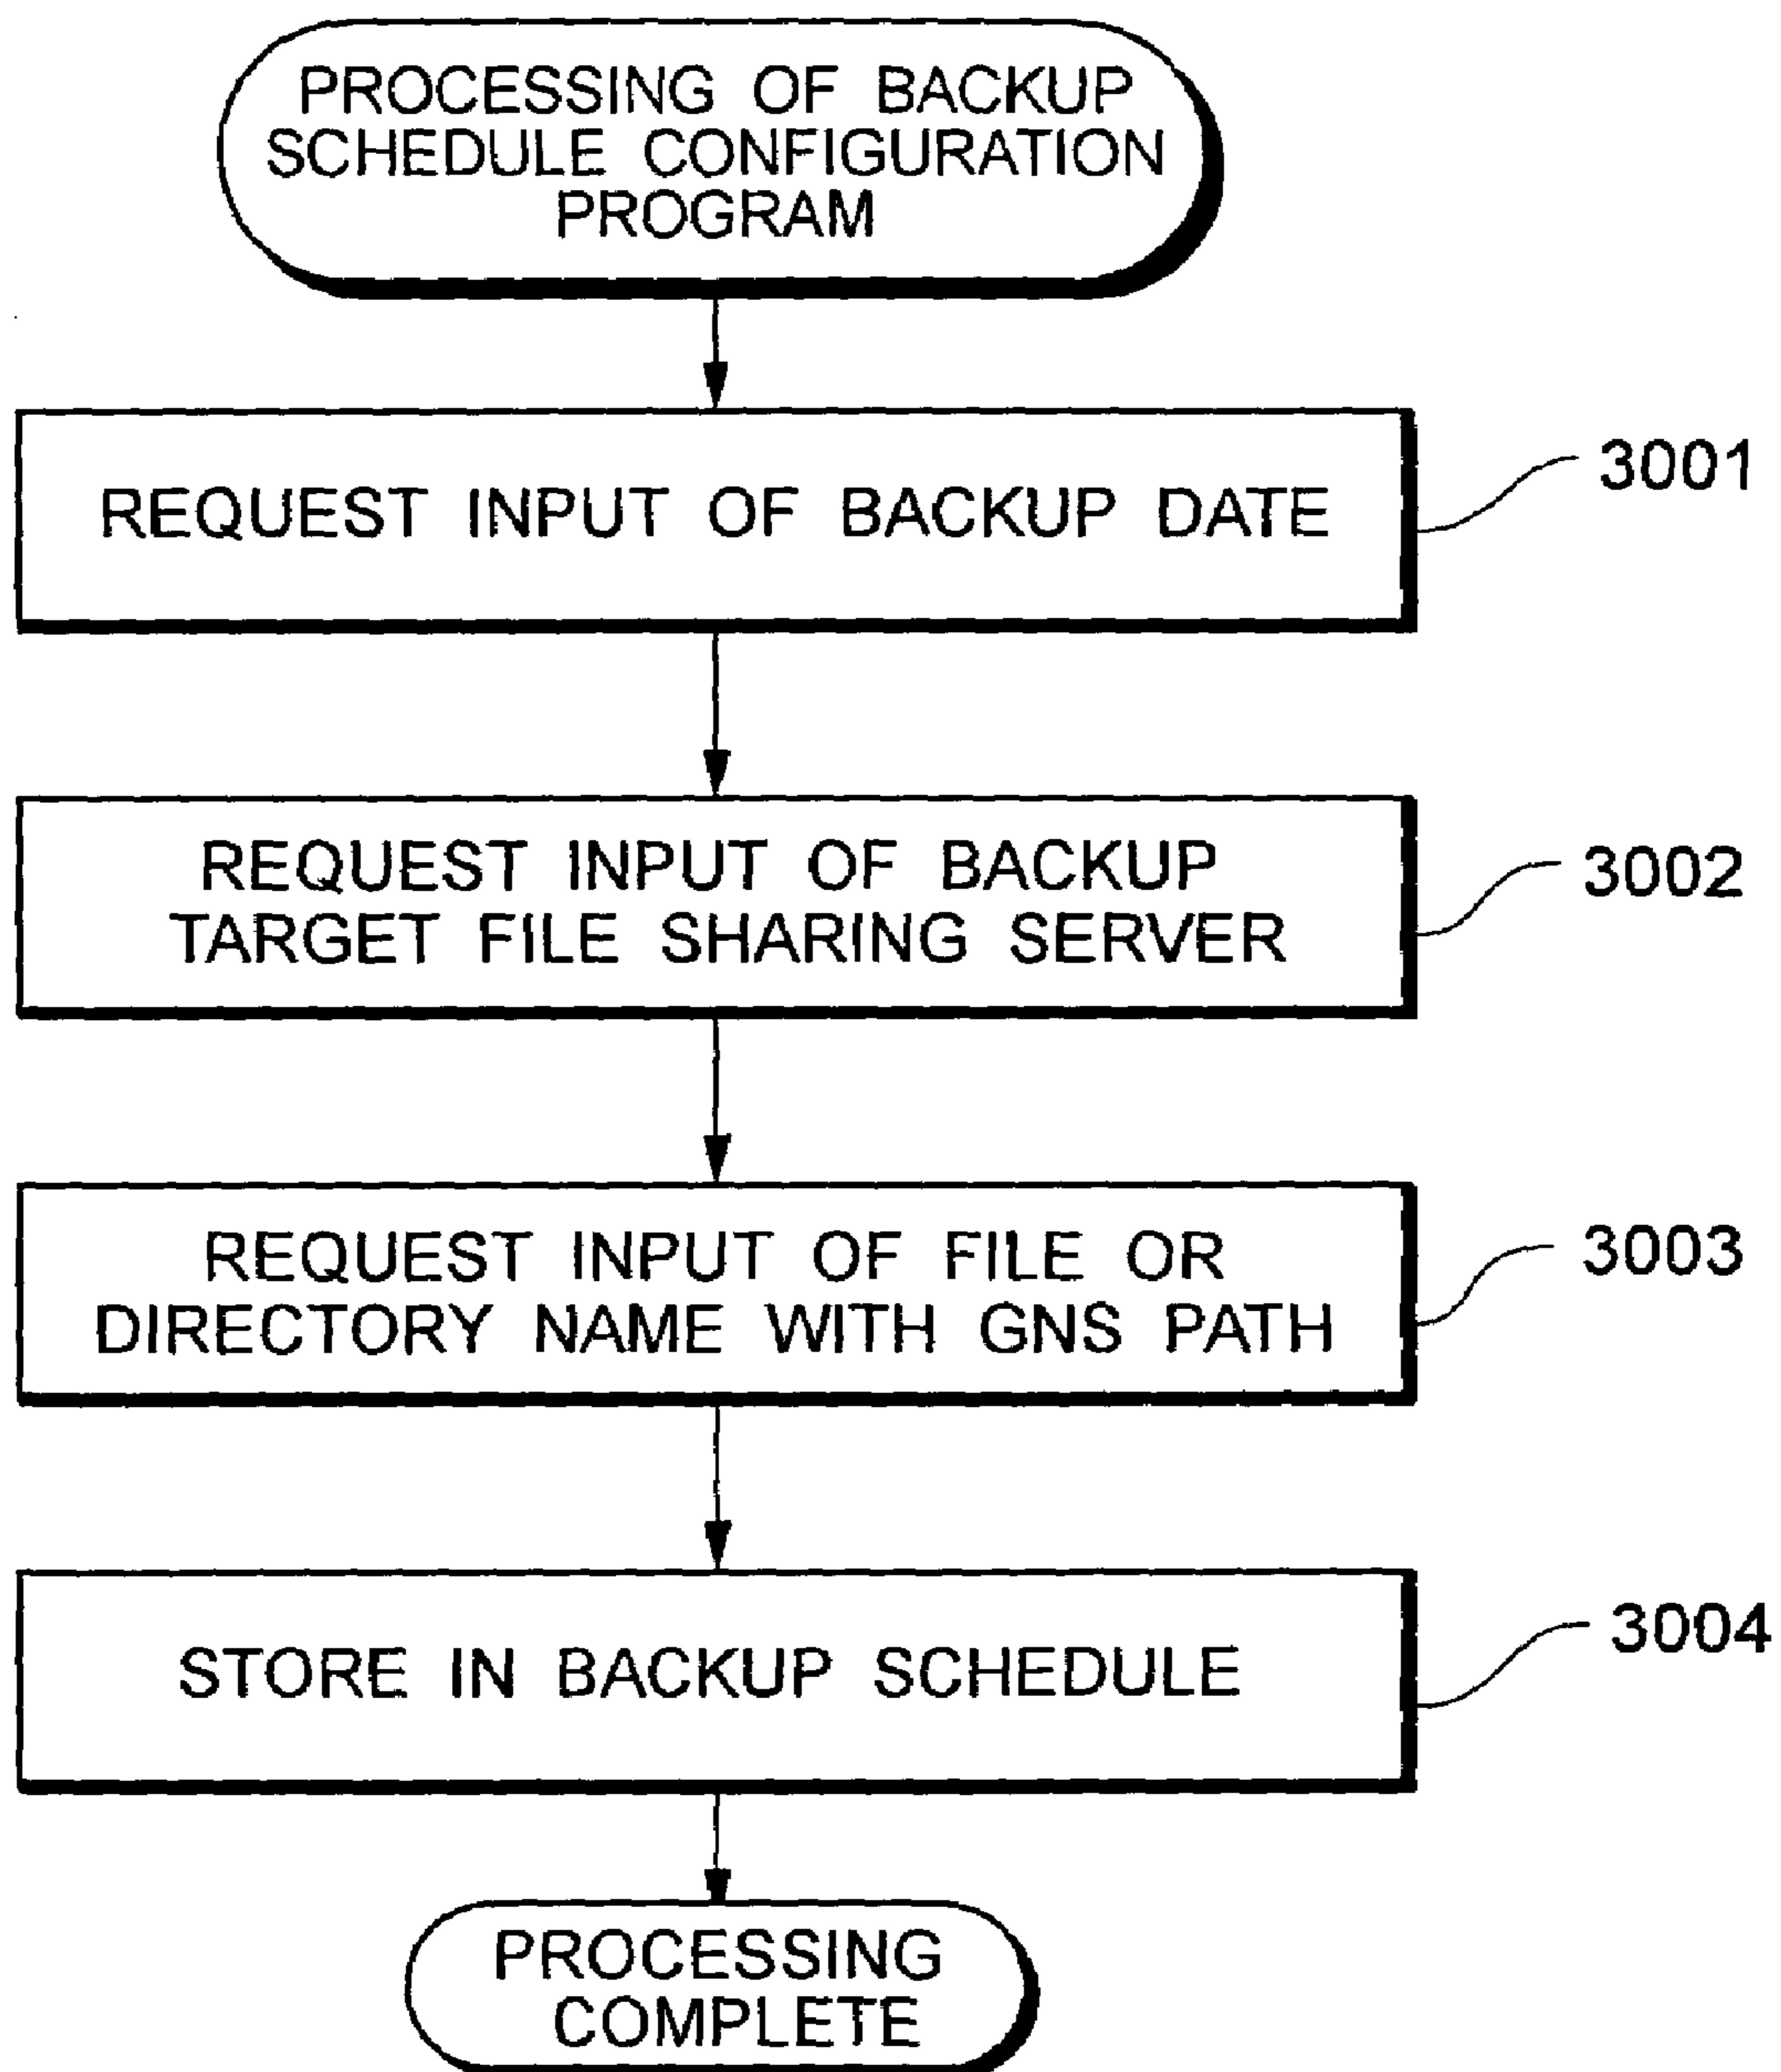 PROCESSING OF BACKUP
SCHEDULE CONFIGURATION
PROGRAM
REQUEST INPUT OF BACKUP DATE
3001
REQUEST INPUT OF BACKUP
TARGET FILE SHARING SERVER
3002
REQUEST INPUT OF FILE OR
DIRECTORY NAME WITH GNS PATH
3003
STORE IN BACKUP SCHEDULE
3004
PROCESSING
COMPLETE